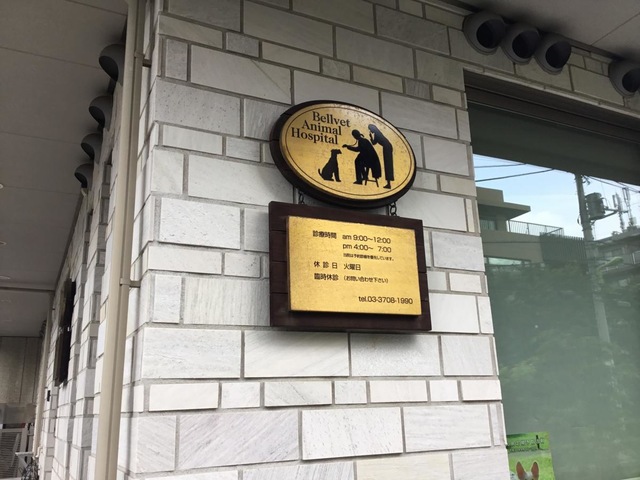 Bellvet
Animal
Hospital
診療時間 am 9:00〜12:00
pm 4:00〜 7:00
休診日 火曜日
臨時休診 (お問い合わせ下さい)
tel.03-3708-1990